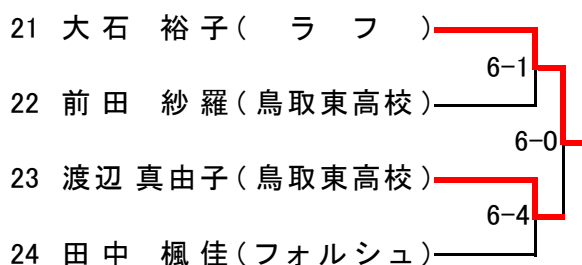 21 大石 裕子(ラフ)
6-1
22 前田 紗羅(鳥取東高校)
6-0
23 渡辺 真由子(鳥取東高校)
6-4
24 田中 楓佳(フォルシュ)